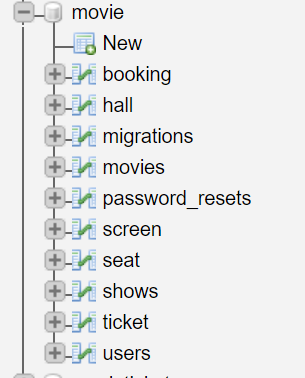 movie
New
booking
hall
migrations
movies
password_resets
screen
seat
shows
ticket
users